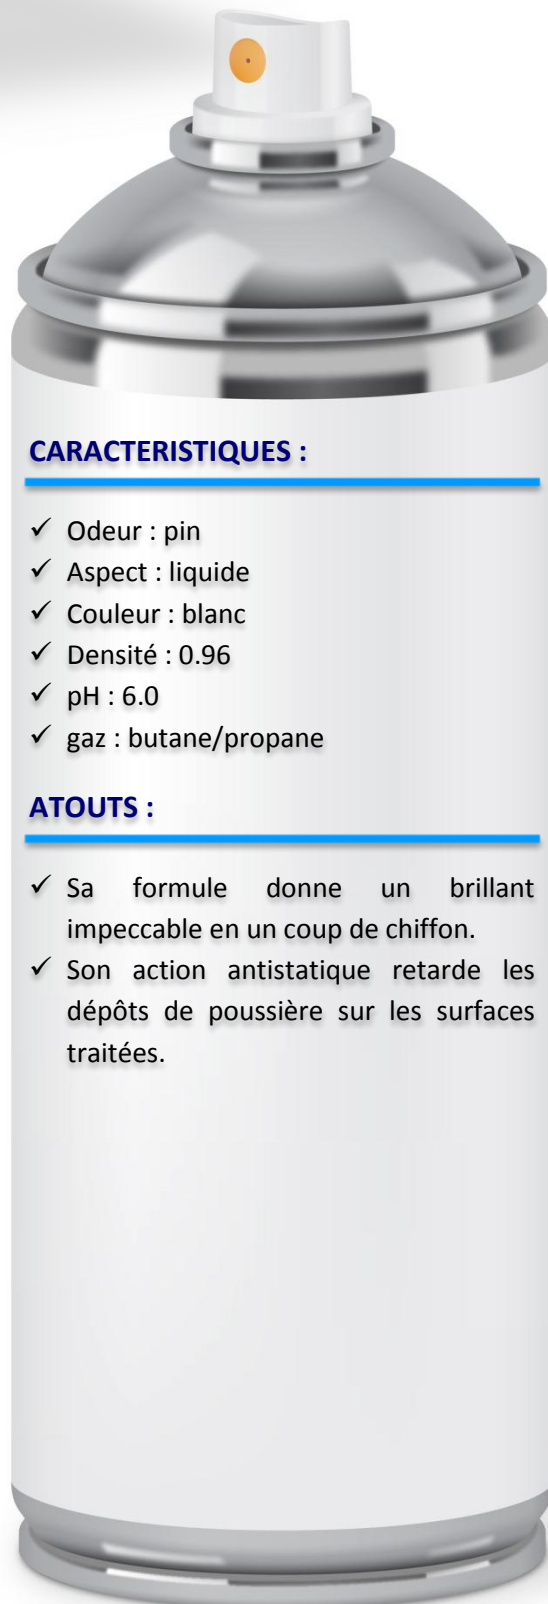 CARACTERISTIQUES :
✓ Odeur : pin
✓ Aspect : liquide
✓ Couleur : blanc
✓ Densité : 0.96
✓ pH : 6.0
✓ gaz : butane/propane
ATOUTS :
✓ Sa formule donne un brillant
impeccable en un coup de chiffon.
✓ Son action antistatique retarde les
dépôts de poussière sur les surfaces
traitées.